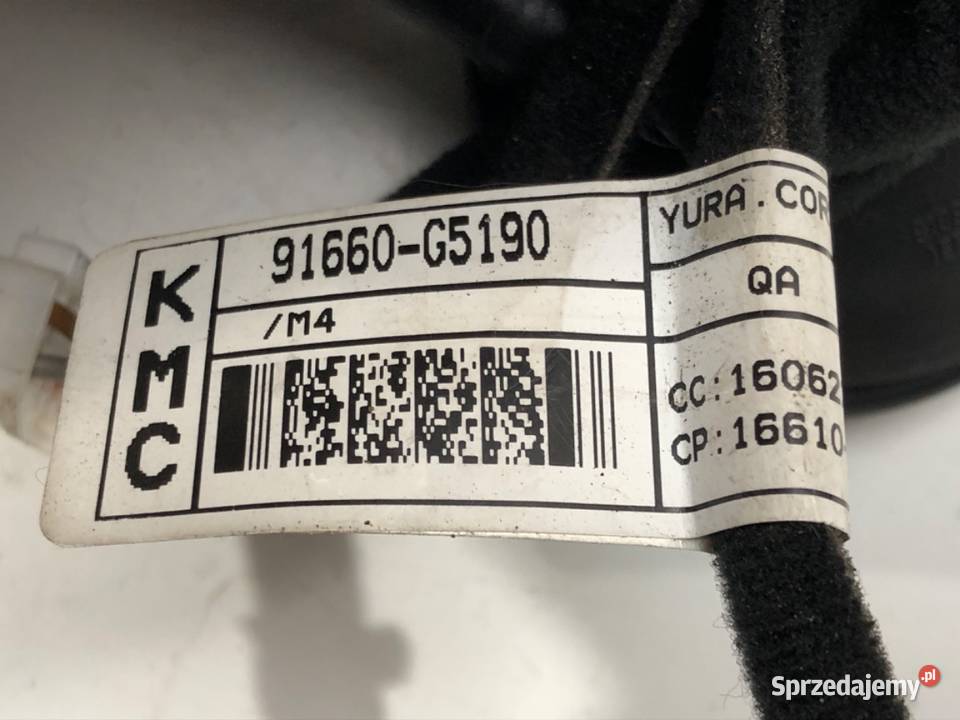 KMC
91660-G5190
/M4
YURA.COR
QA
CC:16062
CP:16610
Sprzedajemy.pl